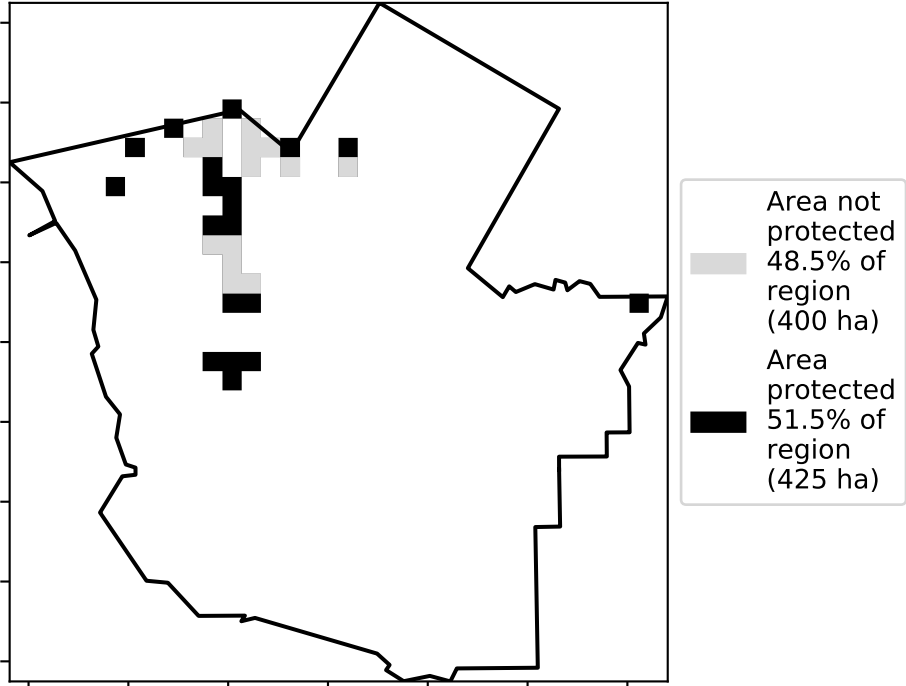 Area not
protected
48.5% of
region
(400 ha)
Area
protected
51.5% of
region
(425 ha)